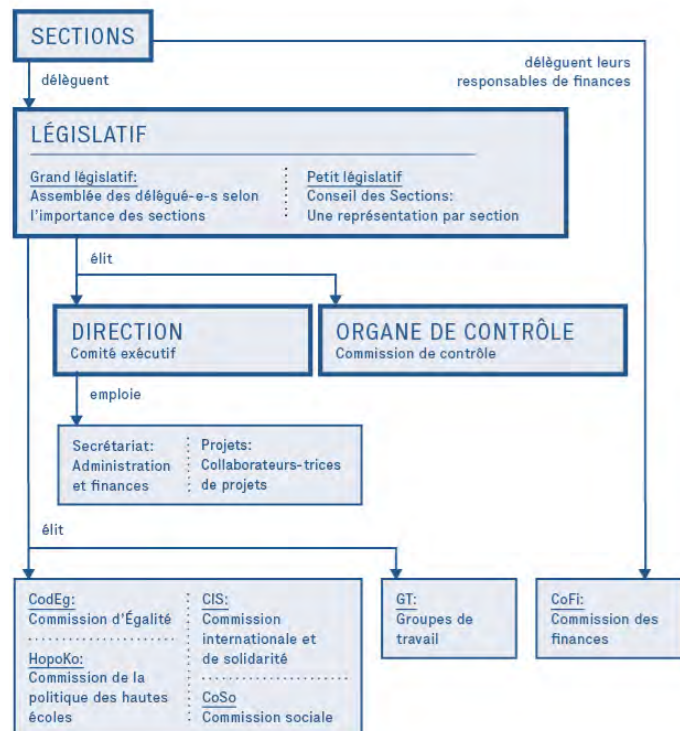 SECTIONS
délèguent
délèguent leurs
responsables de finances
LÉGISLATIF
Grand législatif:
Assemblée des délégué-e-s selon
l'importance des sections
Petit législatif
Conseil des Sections:
Une représentation par section
élit
DIRECTION
Comité exécutif
ORGANE DE CONTRÔLE
Commission de contrôle
emploie
Secrétariat:
Administration
et finances
Projets:
Collaborateurs-trices
de projets
élit
CodEg:
Commission d'Égalité
HopoKo:
Commission de la
politique des hautes
écoles
CIS:
Commission
internationale et
de solidarité
CoSo
Commission sociale
GT:
Groupes de
travail
CoFi:
Commission des
finances